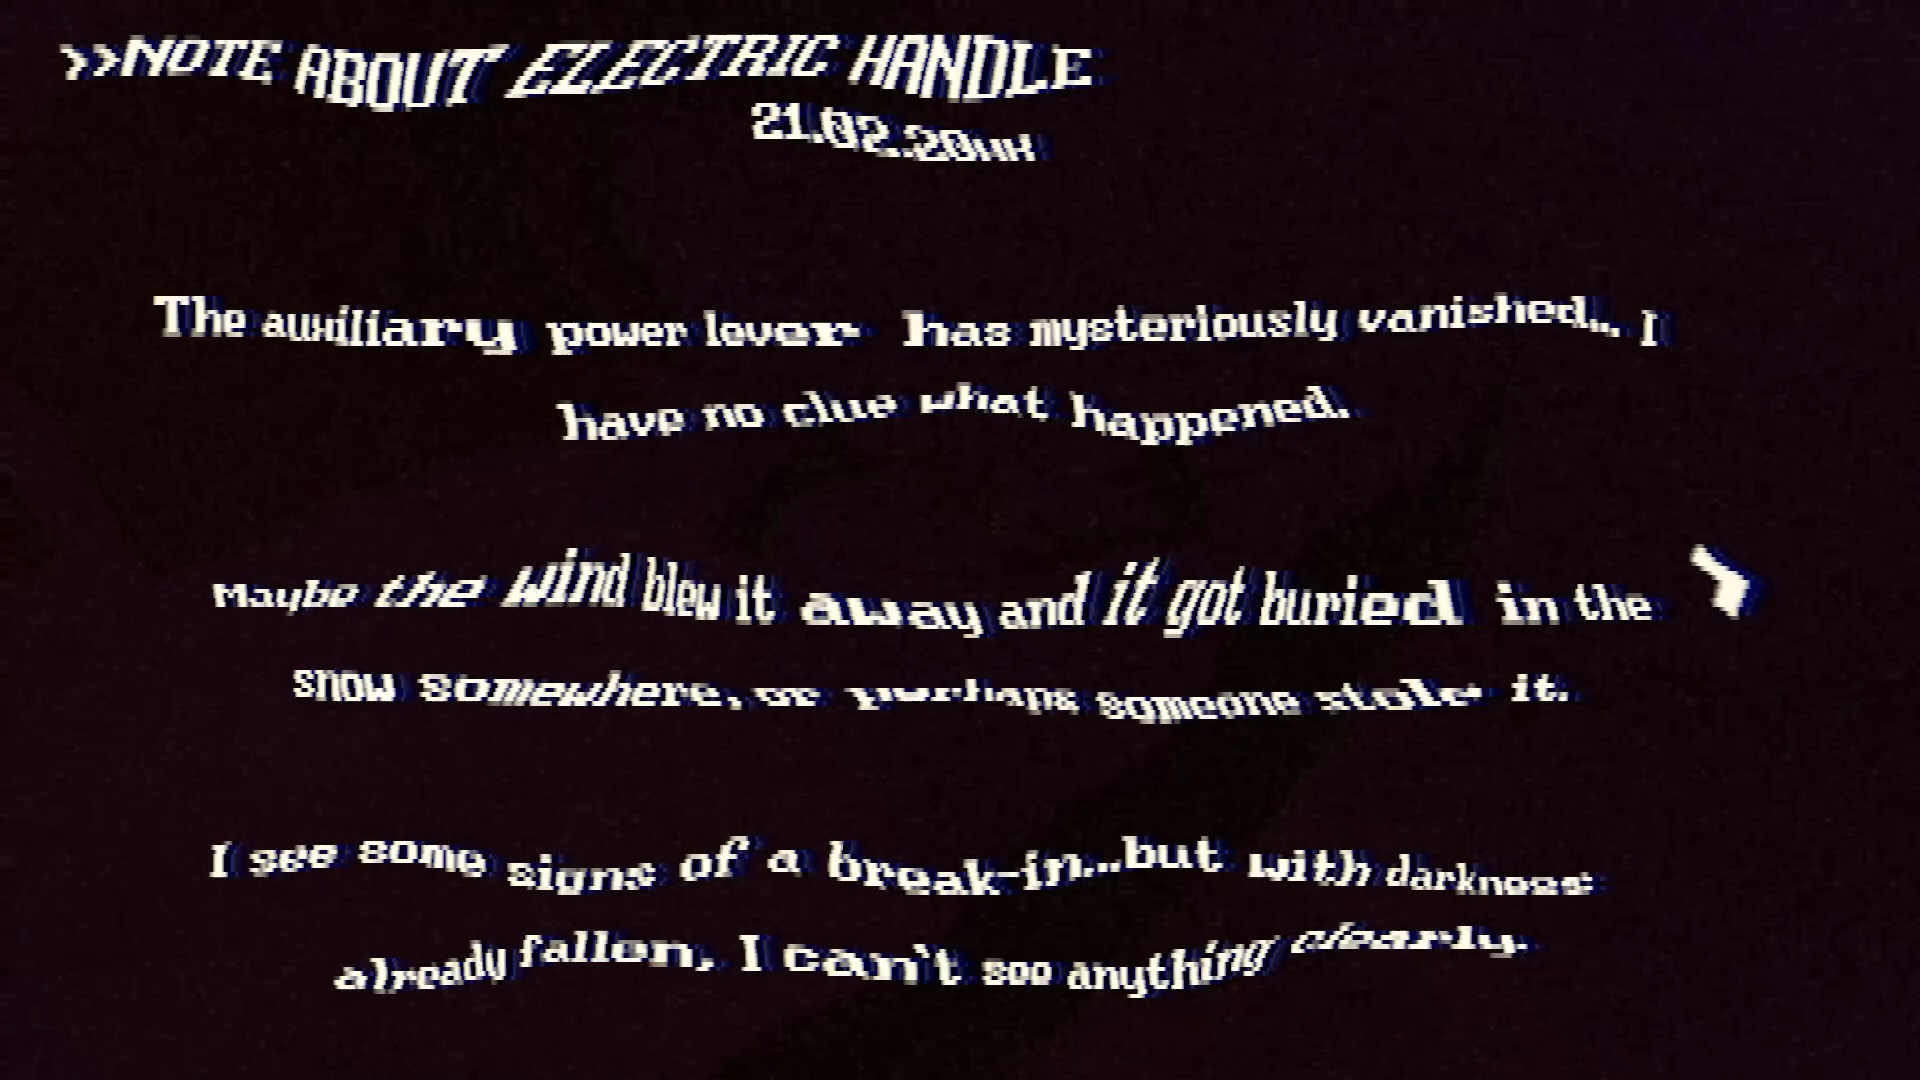 >>NOTE ABOUT ELECTRIC HANDLE
21.02.20XX
The auxiliary power lever has mysteriously vanished... I
have no clue what happened.
Maybe the wind blew it away and it got buried in the
snow somewhere, or perhaps someone stole it.
I see some signs of a break-in...but with darkness
already fallen, I can't see anything clearly.